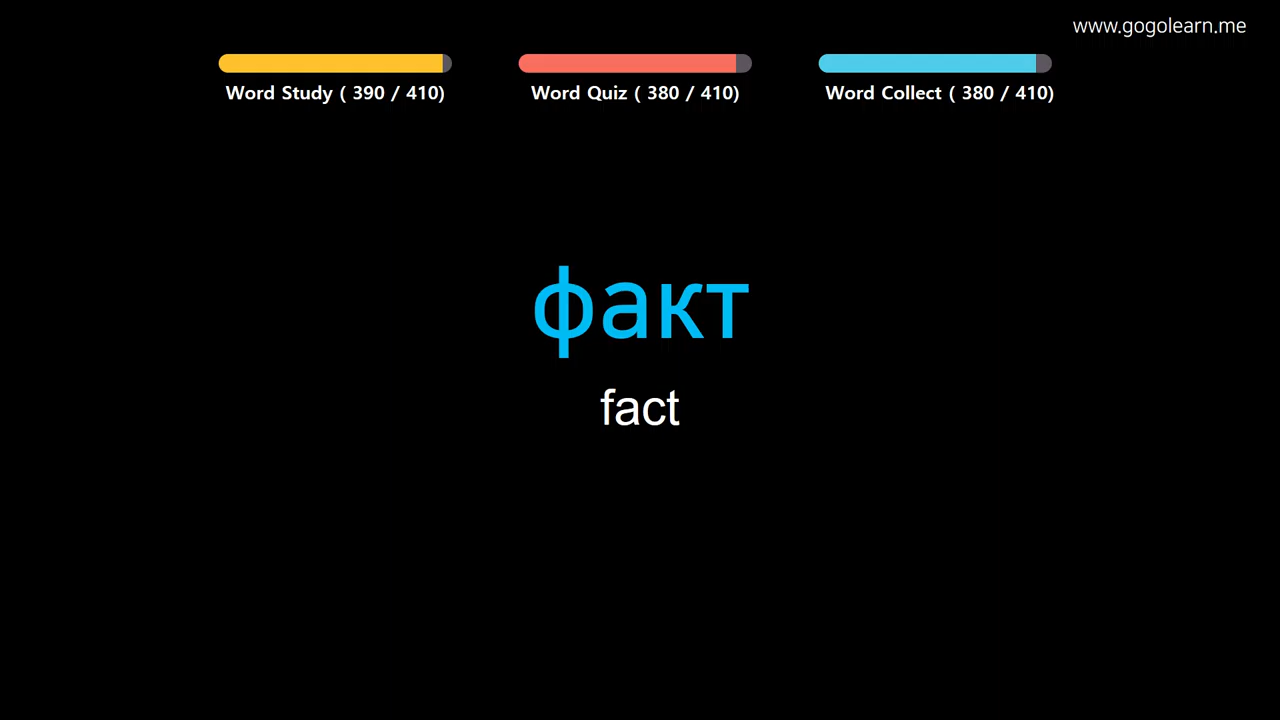 www.gogolearn.me
Word Study ( 390 / 410)
Word Quiz ( 380 / 410)
Word Collect ( 380 / 410)
факт
fact